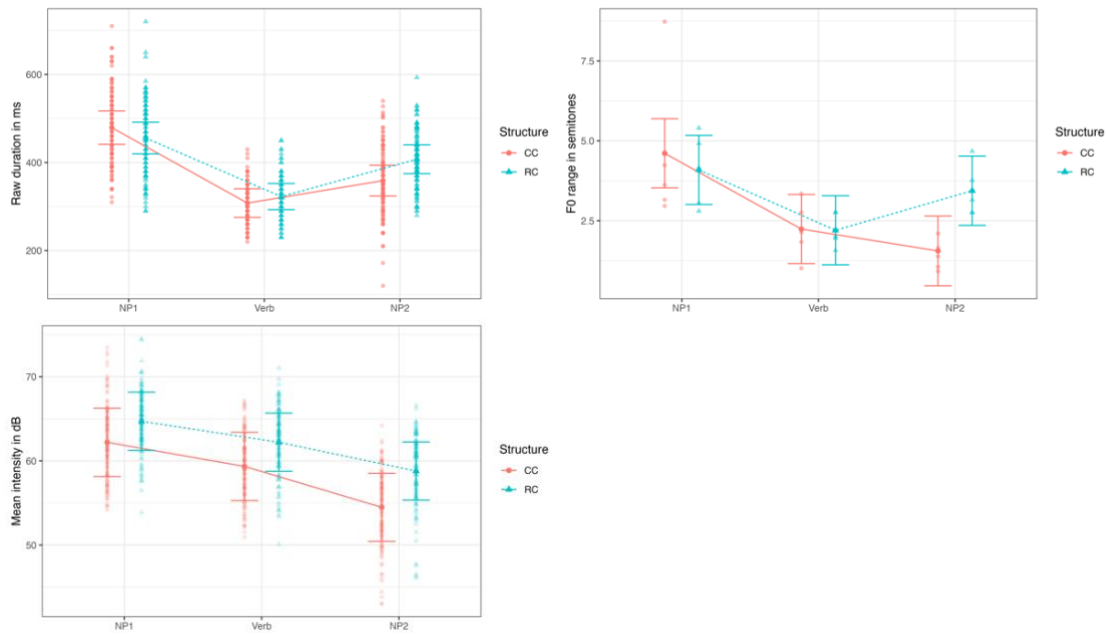 Raw duration in ms
600
400
200
NP1 Verb NP2
Structure
CC
RC
F0 range in semitones
7.5
5.0
2.5
NP1 Verb NP2
Structure
CC
RC
Mean intensity in dB
70
60
50
NP1 Verb NP2
Structure
CC
RC